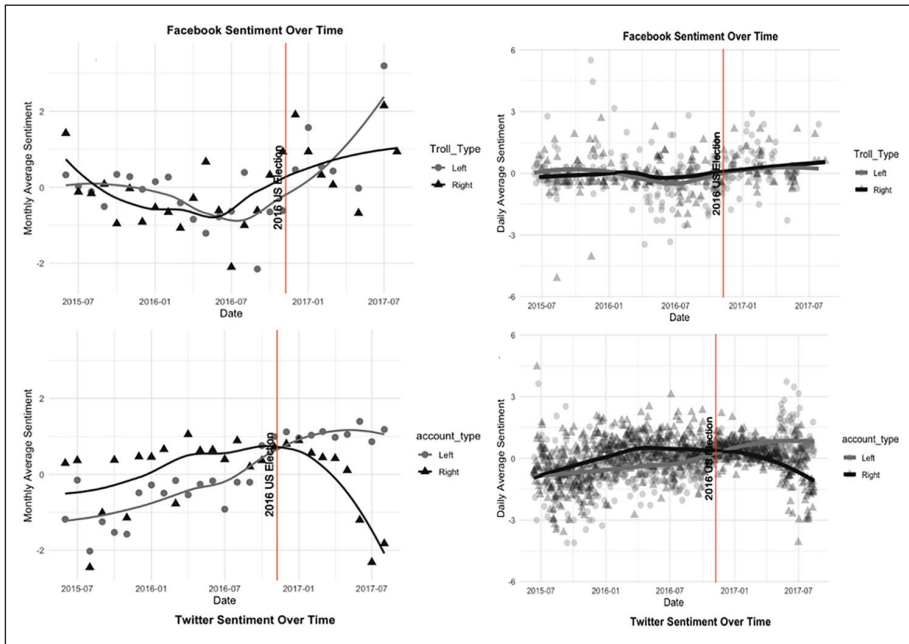 Facebook Sentiment Over Time
Monthly Average Sentiment
2
0
-2
2016 US Election
2015-07
2016-01
2016-07
2017-01
2017-07
Date
Troll_Type
Left
Right
Facebook Sentiment Over Time
Daily Average Sentiment
6
3
0
-3
-6
2016 US Election
2015-07
2016-01
2016-07
2017-01
2017-07
Date
Troll_Type
Left
Right
Monthly Average Sentiment
2
0
-2
2016 US Election
2015-07
2016-01
2016-07
2017-01
2017-07
Date
account_type
Left
Right
Twitter Sentiment Over Time
Daily Average Sentiment
6
3
0
-3
-6
2016 US Election
2015-07
2016-01
2016-07
2017-01
2017-07
Date
account_type
Left
Right
Twitter Sentiment Over Time